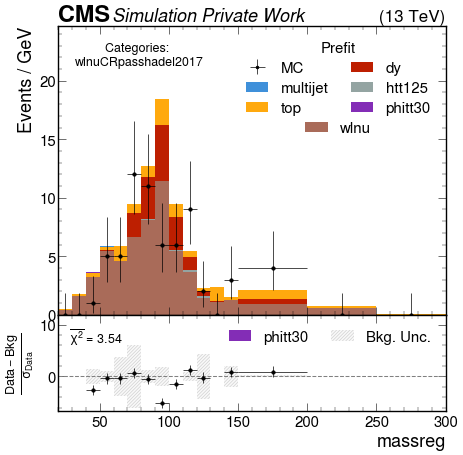 CMS Simulation Private Work (13 TeV)
Categories:
wlnuCRpasshadel2017
Prefit
MC
dy
multijet
htt125
top
phitt30
wlnu
Events / GeV
20
15
10
5
0
χ² = 3.54
phitt30
Bkg. Unc.
Data − Bkg
σData
10
0
50 100 150 200 250 300
massreg